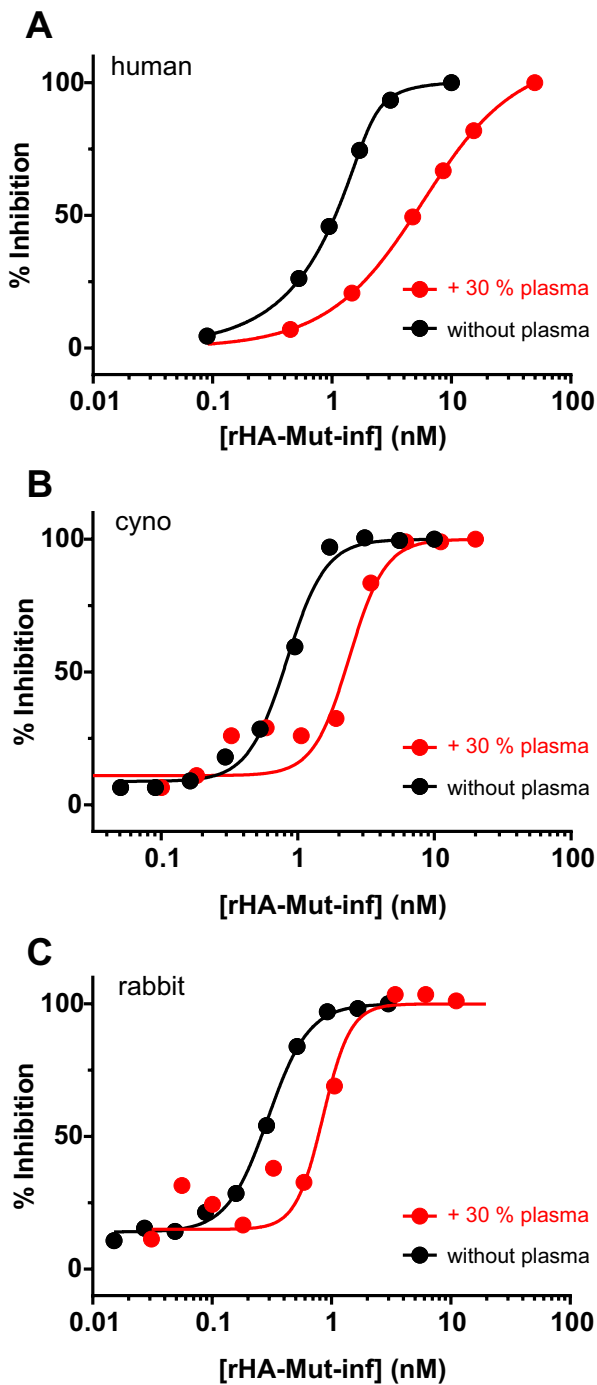 A
human
100
50
0
% Inhibition
+ 30 % plasma
without plasma
0.01 0.1 1 10 100
[rHA-Mut-inf] (nM)
B
cyno
100
50
0
% Inhibition
+ 30 % plasma
without plasma
0.1 1 10 100
[rHA-Mut-inf] (nM)
C
rabbit
100
50
0
% Inhibition
+ 30 % plasma
without plasma
0.01 0.1 1 10 100
[rHA-Mut-inf] (nM)